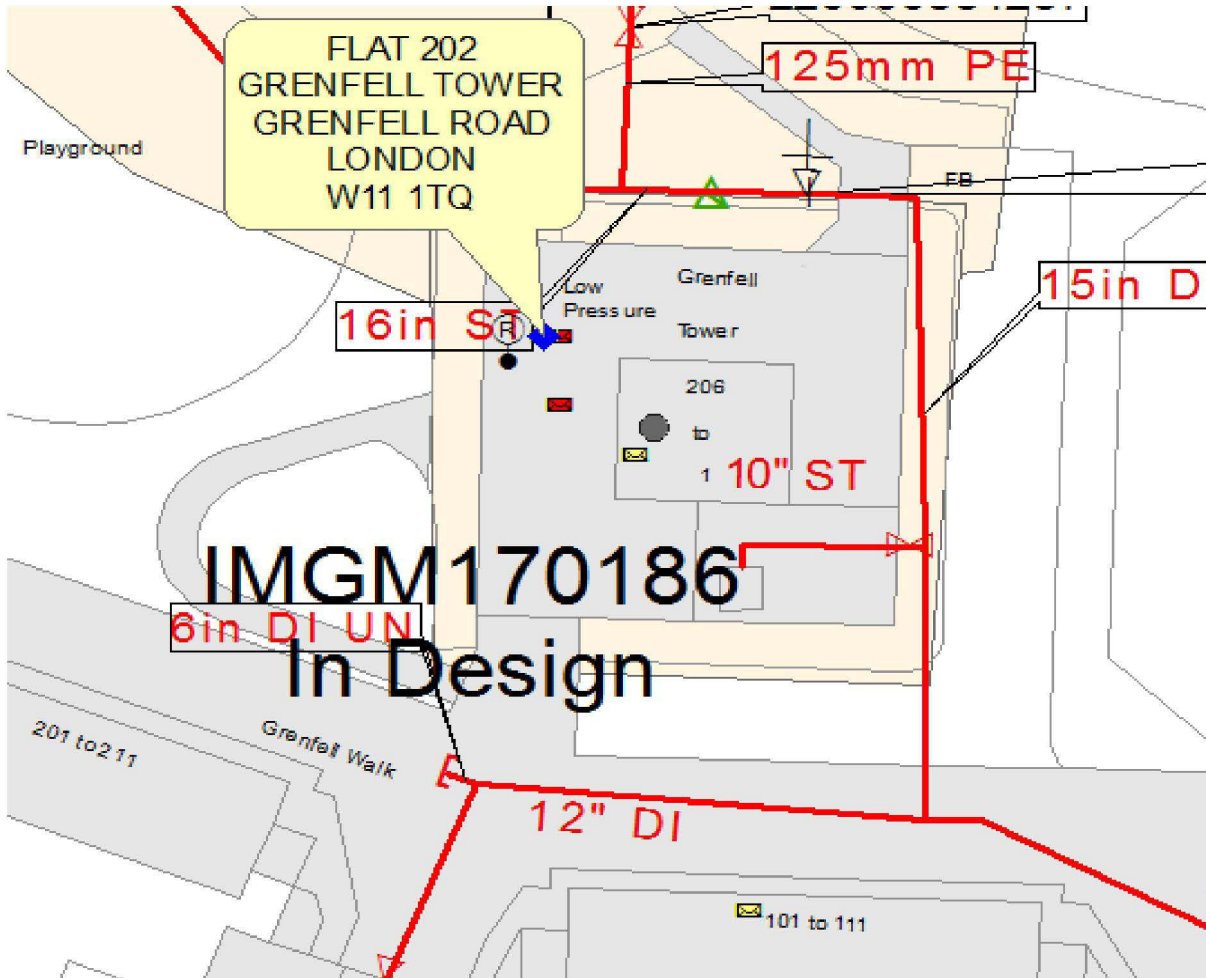 125mm PE
FLAT 202
GRENFELL TOWER
GRENFELL ROAD
LONDON
W11 1TQ
Playground
FB
Grenfell
Tower
Low
Pressure
15in D
16in ST
R
206
to
1
10" ST
IMGM170186
In Design
6in DI UN
201 to 211
Grenfell Walk
12" DI
101 to 111